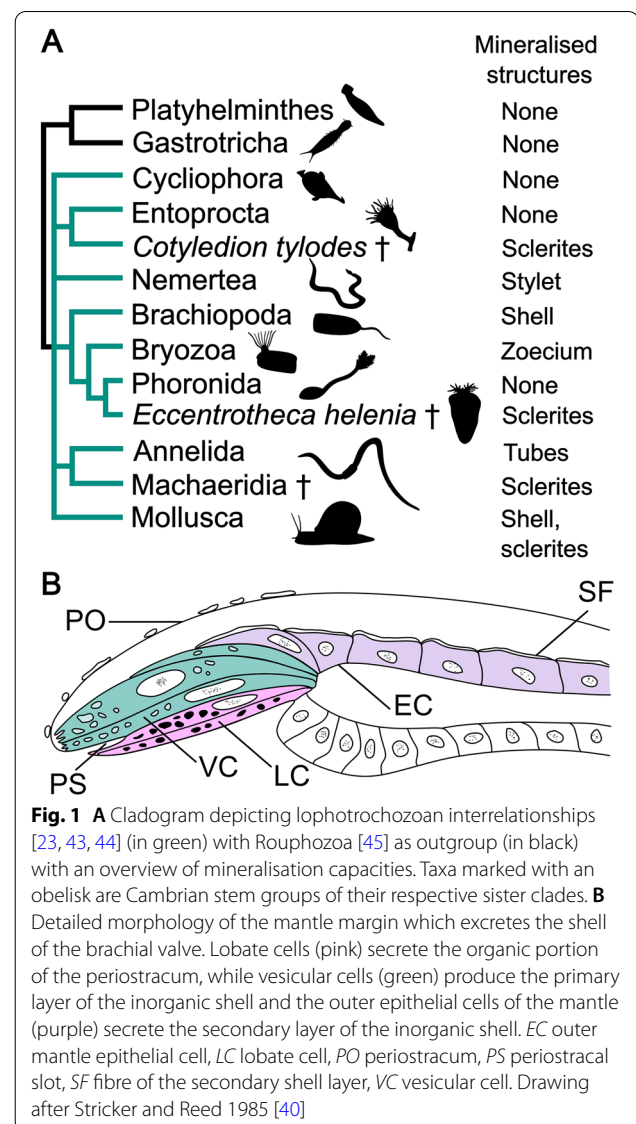 A
Mineralised
structures
Platyhelminthes None
Gastrotricha None
Cycliophora None
Entoprocta None
Cotyledion tylodes † Sclerites
Nemertea Stylet
Brachiopoda Shell
Bryozoa Zoecium
Phoronida None
Eccentrotheca helenia † Sclerites
Annelida Tubes
Machaeridia † Sclerites
Mollusca Shell,
sclerites
B
PO
SF
EC
VC
LC
PS
Fig. 1 A Cladogram depicting lophotrochozoan interrelationships
[23, 43, 44] (in green) with Rouphozoa [45] as outgroup (in black)
with an overview of mineralisation capacities. Taxa marked with an
obelisk are Cambrian stem groups of their respective sister clades. B
Detailed morphology of the mantle margin which excretes the shell
of the brachial valve. Lobate cells (pink) secrete the organic portion
of the periostracum, while vesicular cells (green) produce the primary
layer of the inorganic shell and the outer epithelial cells of the mantle
(purple) secrete the secondary layer of the inorganic shell. EC outer
mantle epithelial cell, LC lobate cell, PO periostracum, PS periostracal
slot, SF fibre of the secondary shell layer, VC vesicular cell. Drawing
after Stricker and Reed 1985 [40]